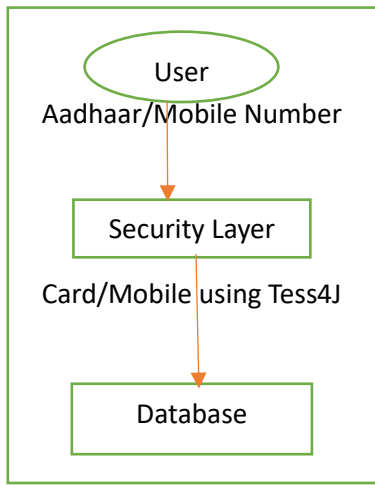 User
Aadhaar/Mobile Number
Security Layer
Card/Mobile using Tess4J
Database